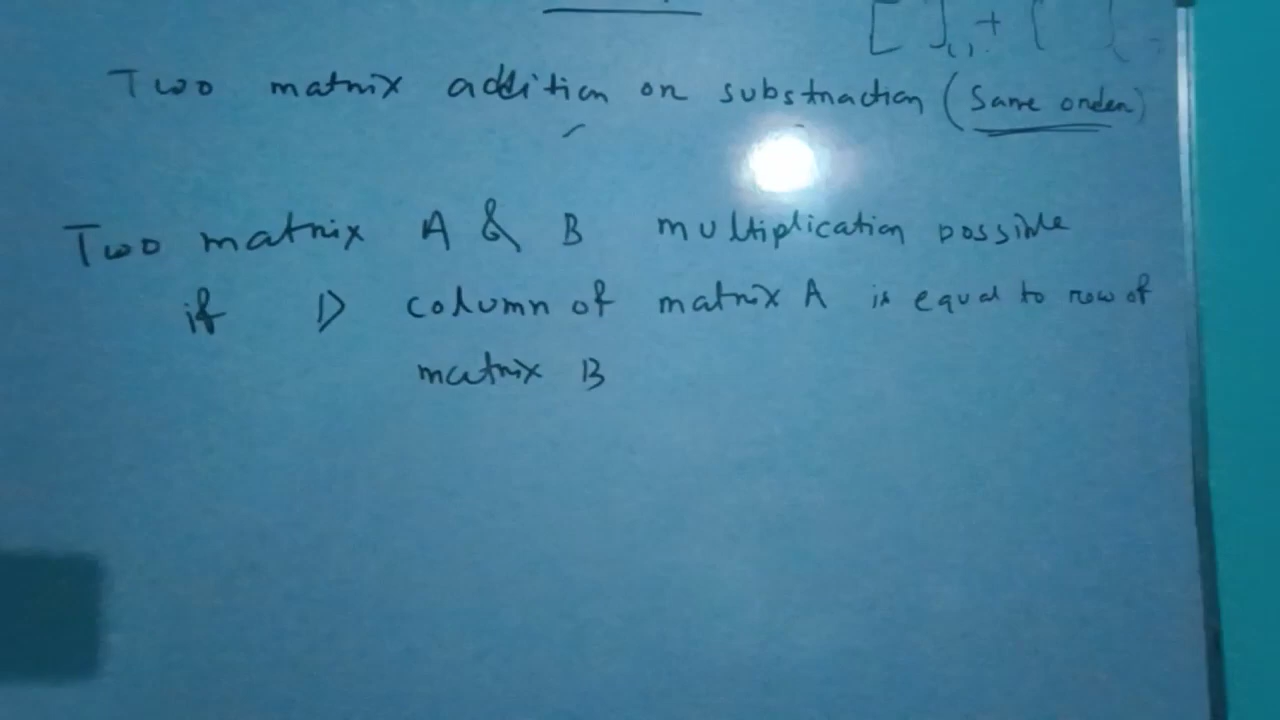 [ ] + [ ]
Two matrix addition or substraction (Same order)
Two matrix A & B multiplication possible
if 1) column of matrix A is equal to row of
matrix B